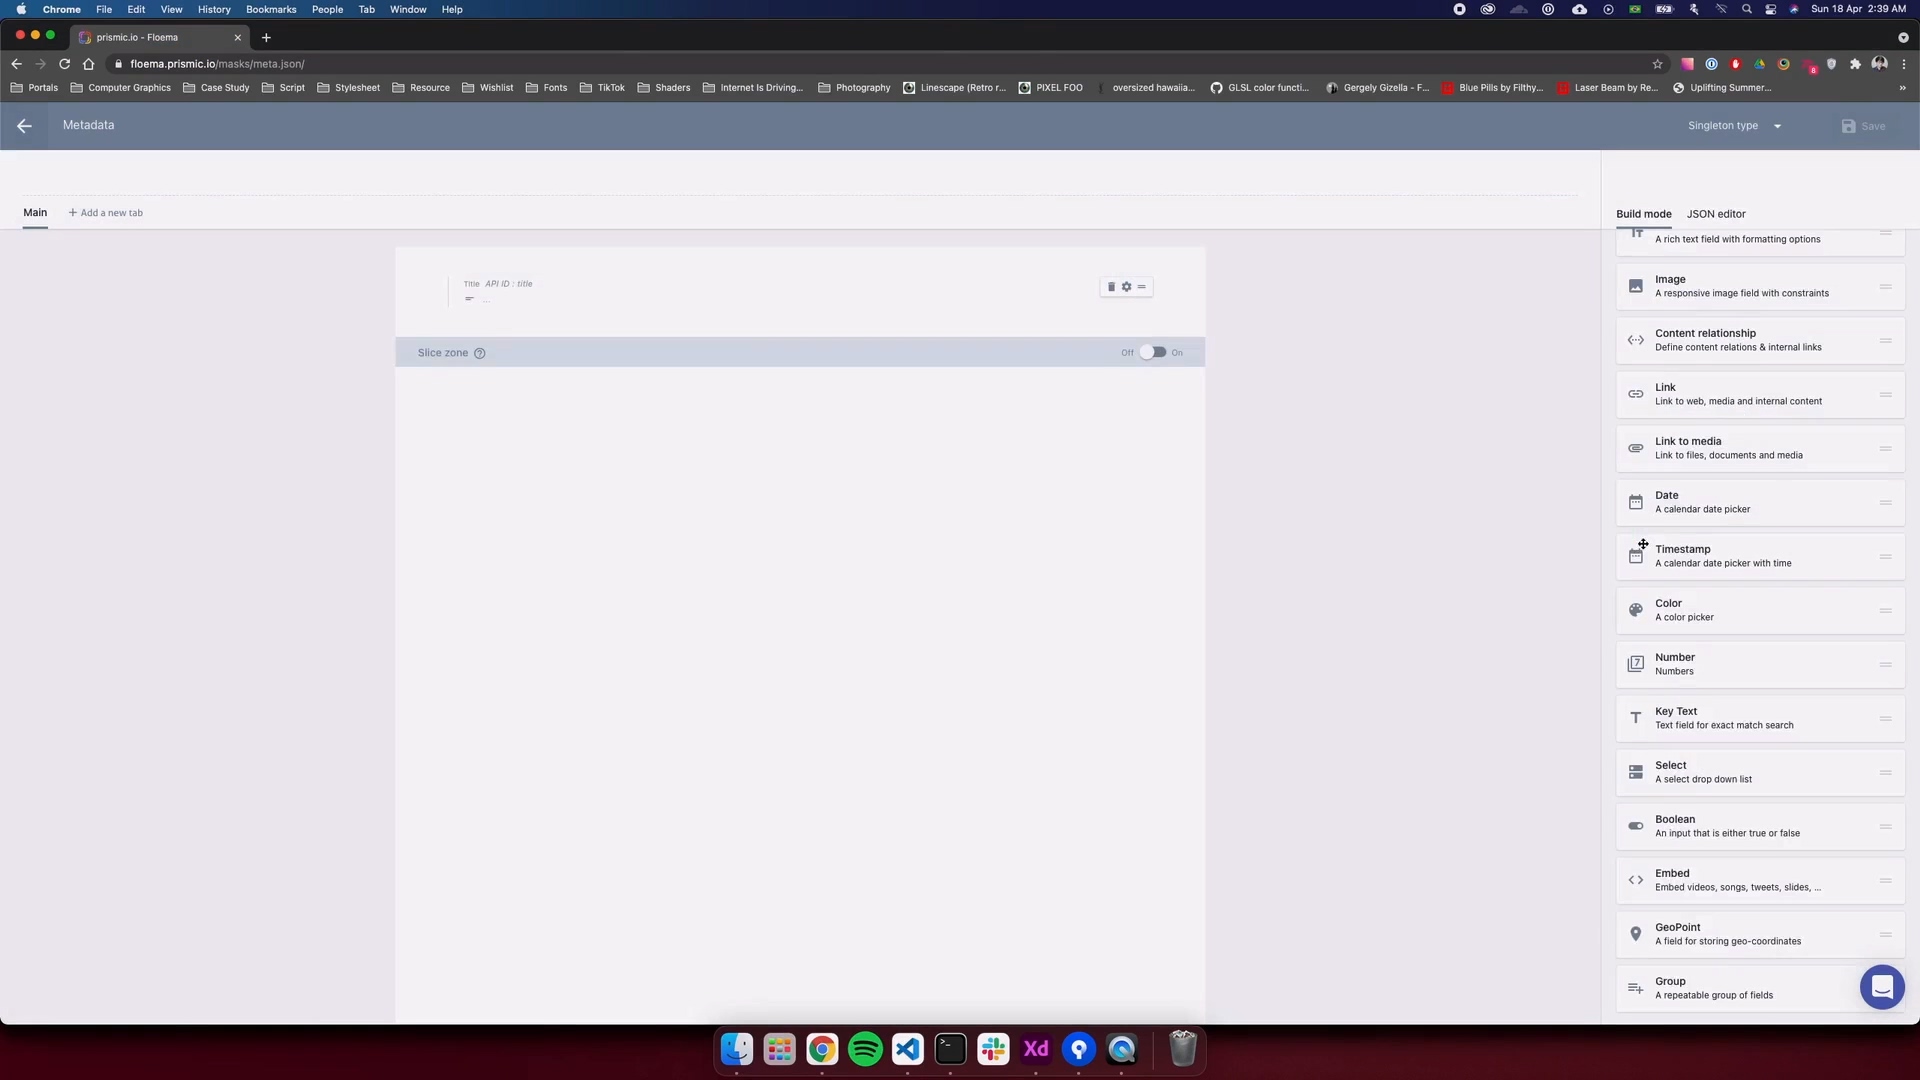 Chrome File Edit View History Bookmarks People Tab Window Help
Sun 18 Apr 2:39 AM
prismic.io - Floema
floema.prismic.io/masks/meta.json/
8
Portals Computer Graphics Case Study Script Stylesheet Resource Wishlist Fonts TikTok Shaders Internet Is Driving... Photography Linescape (Retro r... PIXEL FOO oversized hawaiia... GLSL color functi... Gergely Gizella - F... Blue Pills by Filthy... Laser Beam by Re... Uplifting Summer... »
Metadata
Singleton type
Save
Main
+ Add a new tab
Build mode
JSON editor
Title API ID : title
...
Slice zone
Off On
A rich text field with formatting options
Image
A responsive image field with constraints
Content relationship
Define content relations & internal links
Link
Link to web, media and internal content
Link to media
Link to files, documents and media
Date
A calendar date picker
Timestamp
A calendar date picker with time
Color
A color picker
7
Number
Numbers
Key Text
Text field for exact match search
Select
A select drop down list
Boolean
An input that is either true or false
Embed
Embed videos, songs, tweets, slides, ...
GeoPoint
A field for storing geo-coordinates
Group
A repeatable group of fields
Xd